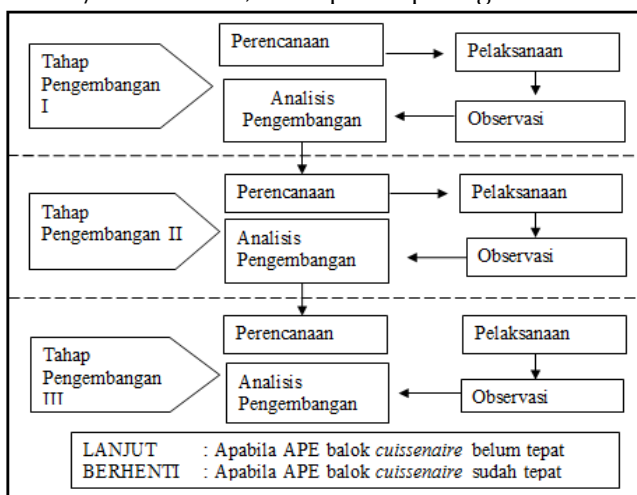 Perencanaan
Tahap
Pengembangan
I
Pelaksanaan
Analisis
Pengembangan
Observasi
Perencanaan
Pelaksanaan
Tahap
Pengembangan II
Analisis
Pengembangan
Observasi
Perencanaan
Pelaksanaan
Tahap
Pengembangan
III
Analisis
Pengembangan
Observasi
LANJUT : Apabila APE balok cuissenaire belum tepat
BERHENTI : Apabila APE balok cuissenaire sudah tepat